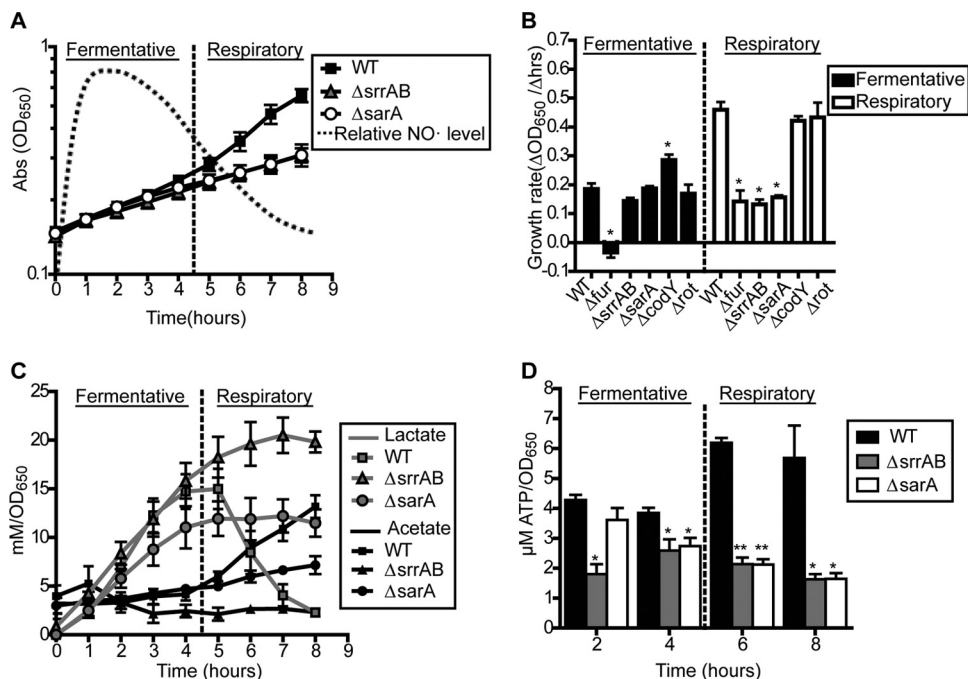 A
Fermentative
Respiratory
WT
ΔsrrAB
ΔsarA
Relative NO· level
Abs (OD650)
1
0.1
0 1 2 3 4 5 6 7 8 9
Time(hours)
B
Fermentative
Respiratory
Fermentative
Respiratory
Growth rate(ΔOD650 /Δhrs)
0.7
0.6
0.5
0.4
0.3
0.2
0.1
0.0
-0.1
*
*
*
*
*
WT
Δfur
ΔsrrAB
ΔsarA
ΔcodY
Δrot
WT
Δfur
ΔsrrAB
ΔsarA
ΔcodY
Δrot
C
Fermentative
Respiratory
Lactate
WT
ΔsrrAB
ΔsarA
Acetate
WT
ΔsrrAB
ΔsarA
mM/OD650
25
20
15
10
5
0
0 1 2 3 4 5 6 7 8 9
Time (hours)
D
Fermentative
Respiratory
WT
ΔsrrAB
ΔsarA
µM ATP/OD650
8
7
6
5
4
3
2
1
0
*
* *
** **
* *
2 4 6 8
Time (hours)